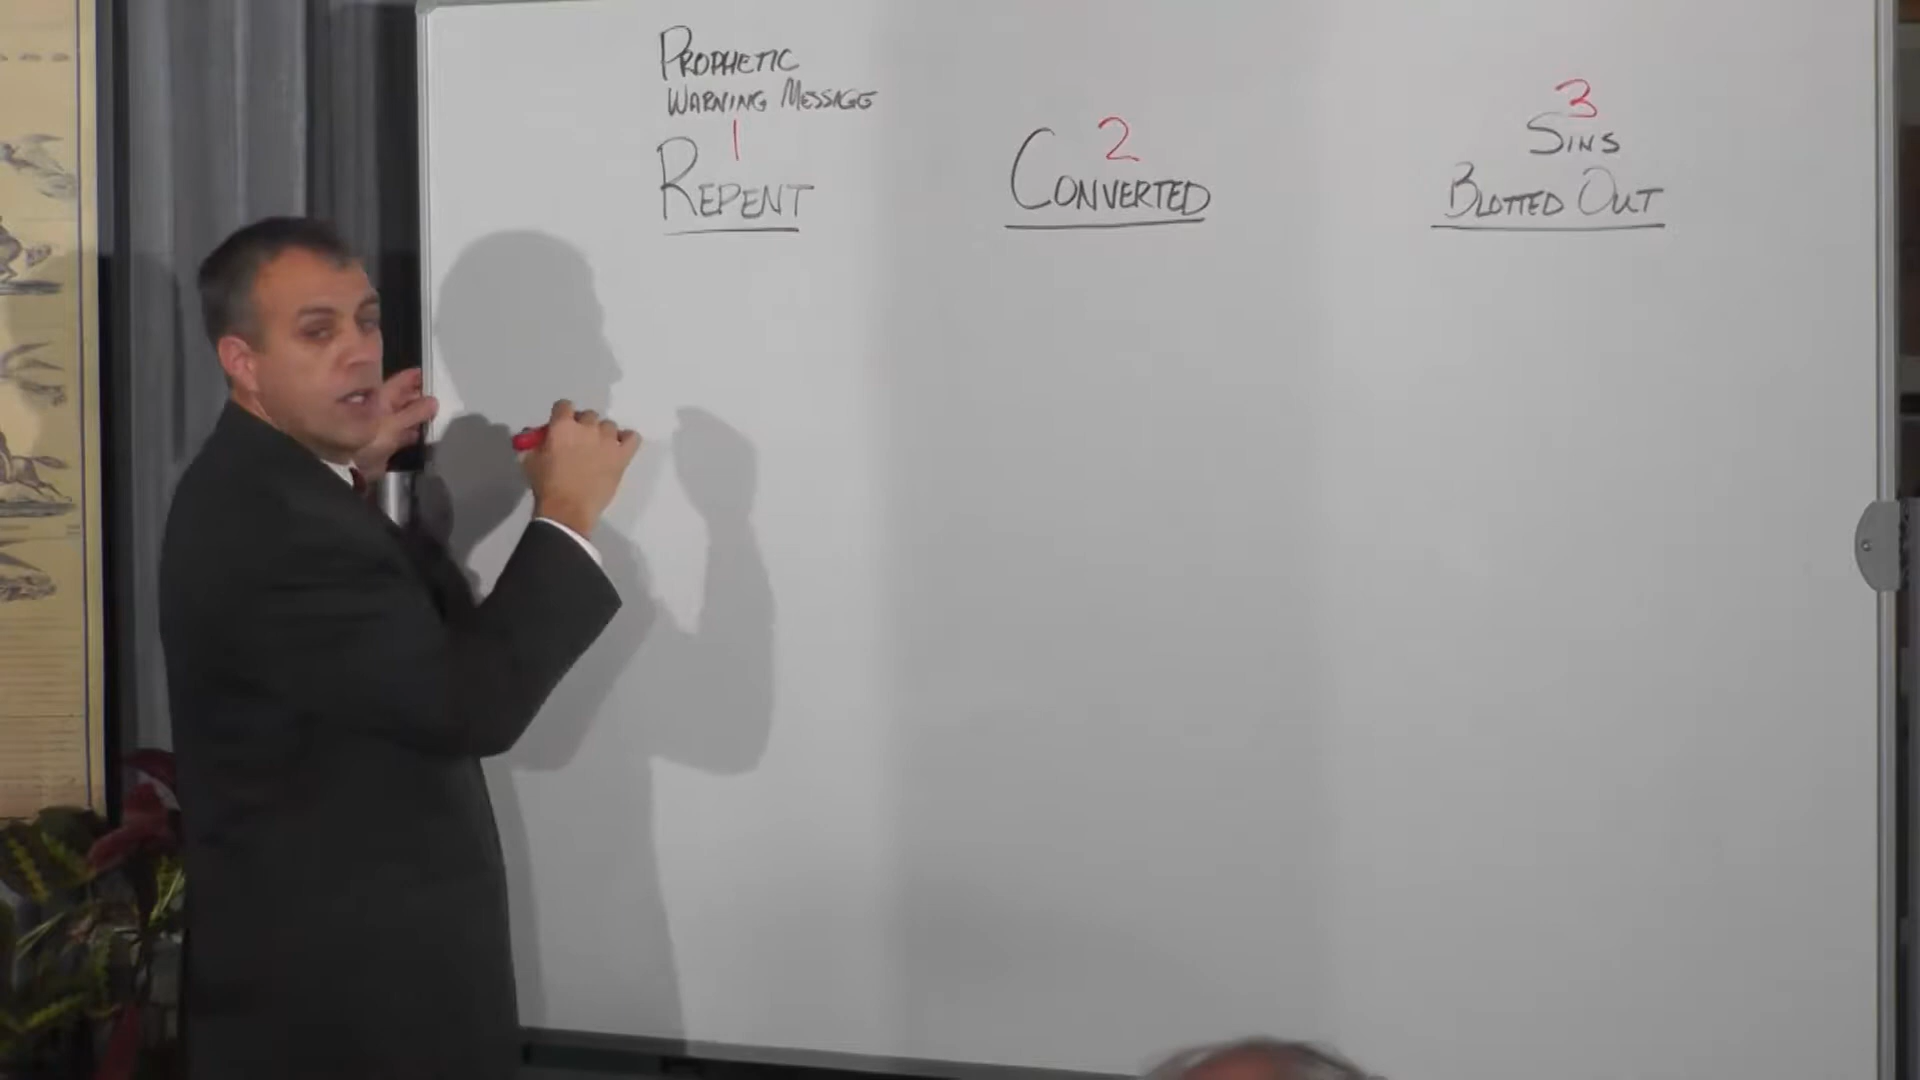 PROPHETIC
WARNING MESSAGE
1
REPENT
2
CONVERTED
3
SINS
BLOTTED OUT